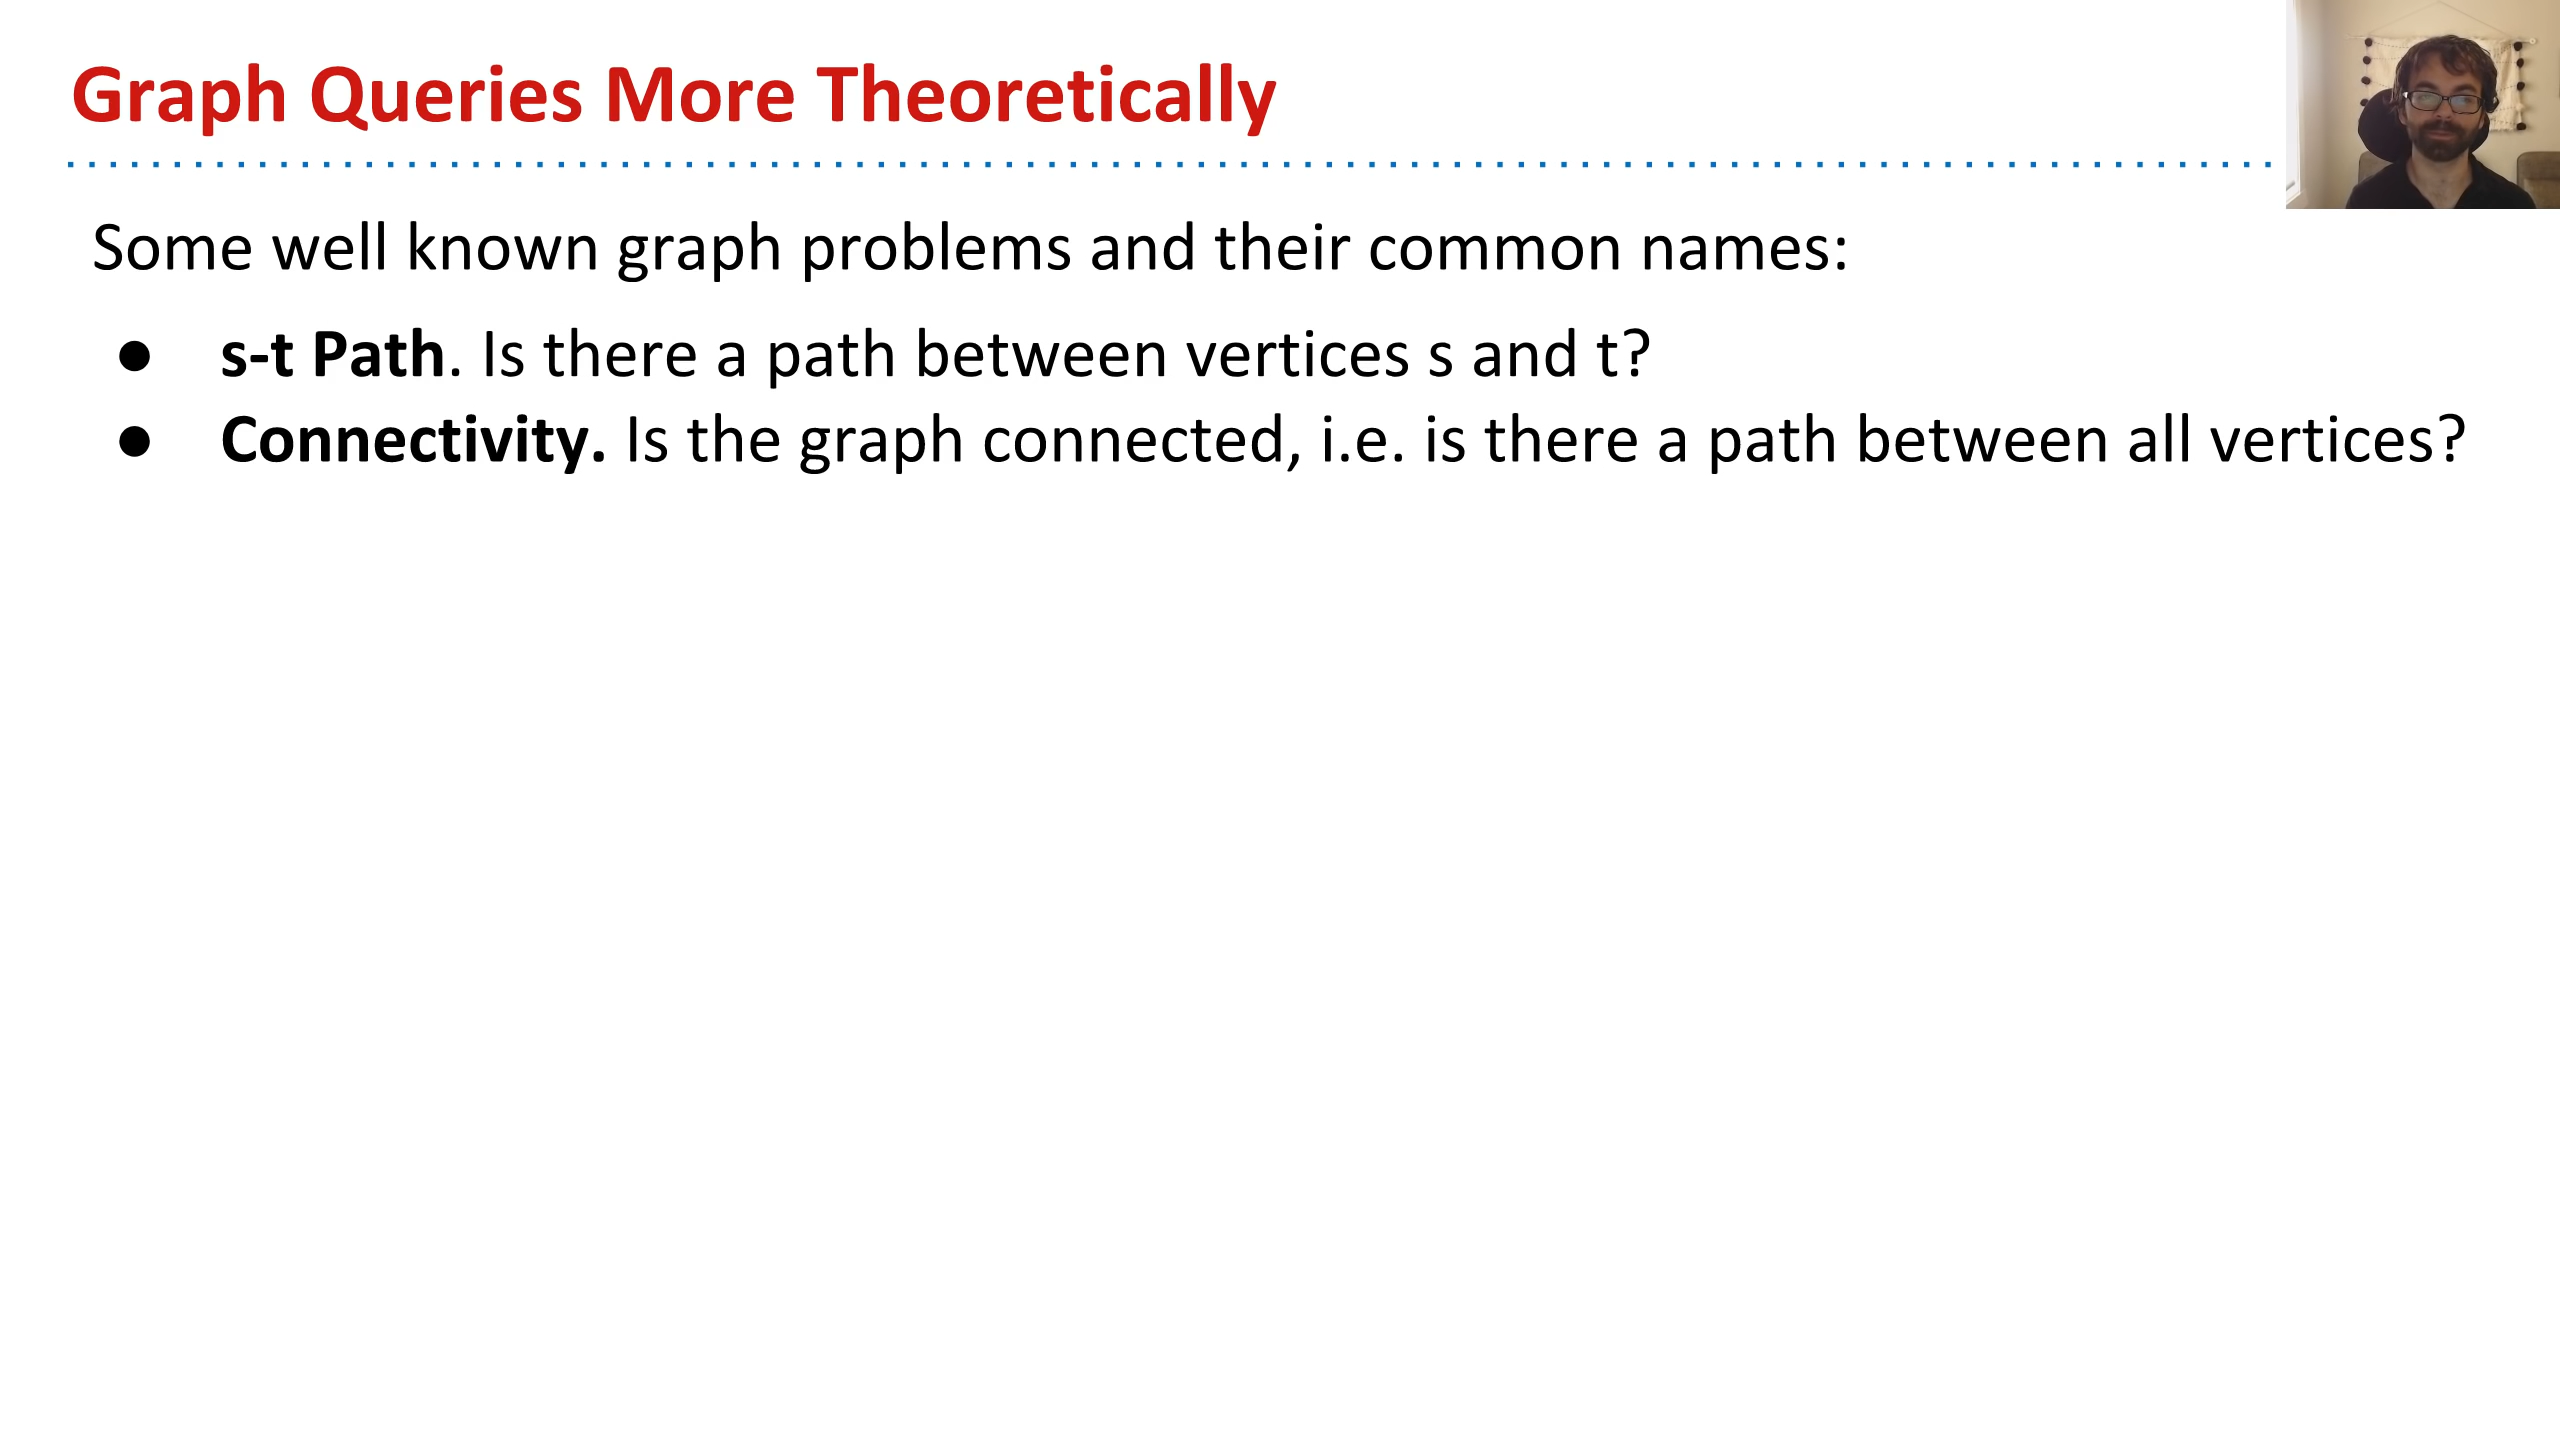 Graph Queries More Theoretically
Some well known graph problems and their common names:
● s-t Path. Is there a path between vertices s and t?
● Connectivity. Is the graph connected, i.e. is there a path between all vertices?